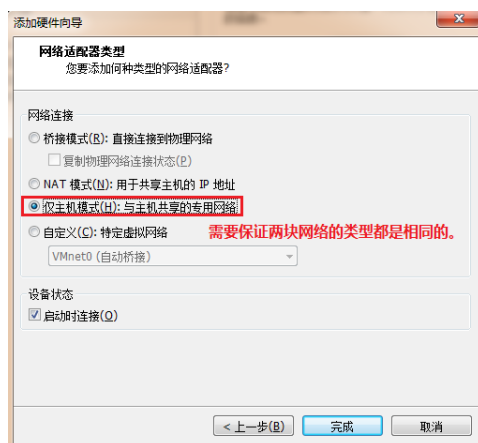 添加硬件向导
网络适配器类型
您要添加何种类型的网络适配器?
网络连接
桥接模式(R): 直接连接到物理网络
复制物理网络连接状态(P)
NAT 模式(N): 用于共享主机的 IP 地址
仅主机模式(H): 与主机共享的专用网络
自定义(C): 特定虚拟网络
需要保证两块网络的类型都是相同的。
VMnet0 (自动桥接)
设备状态
启动时连接(O)
< 上一步(B)
完成
取消